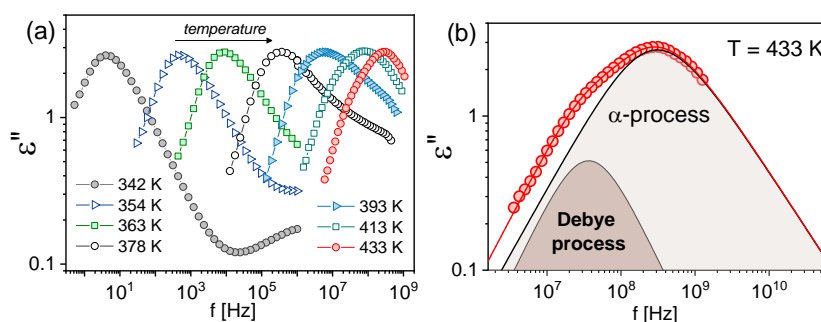 (a)
temperature
ε"
1
0.1
342 K
354 K
363 K
378 K
393 K
413 K
433 K
10¹ 10³ 10⁵ 10⁷ 10⁹
f [Hz]
(b)
T = 433 K
ε"
1
0.1
α-process
Debye
process
10⁷ 10⁸ 10⁹ 10¹⁰
f [Hz]